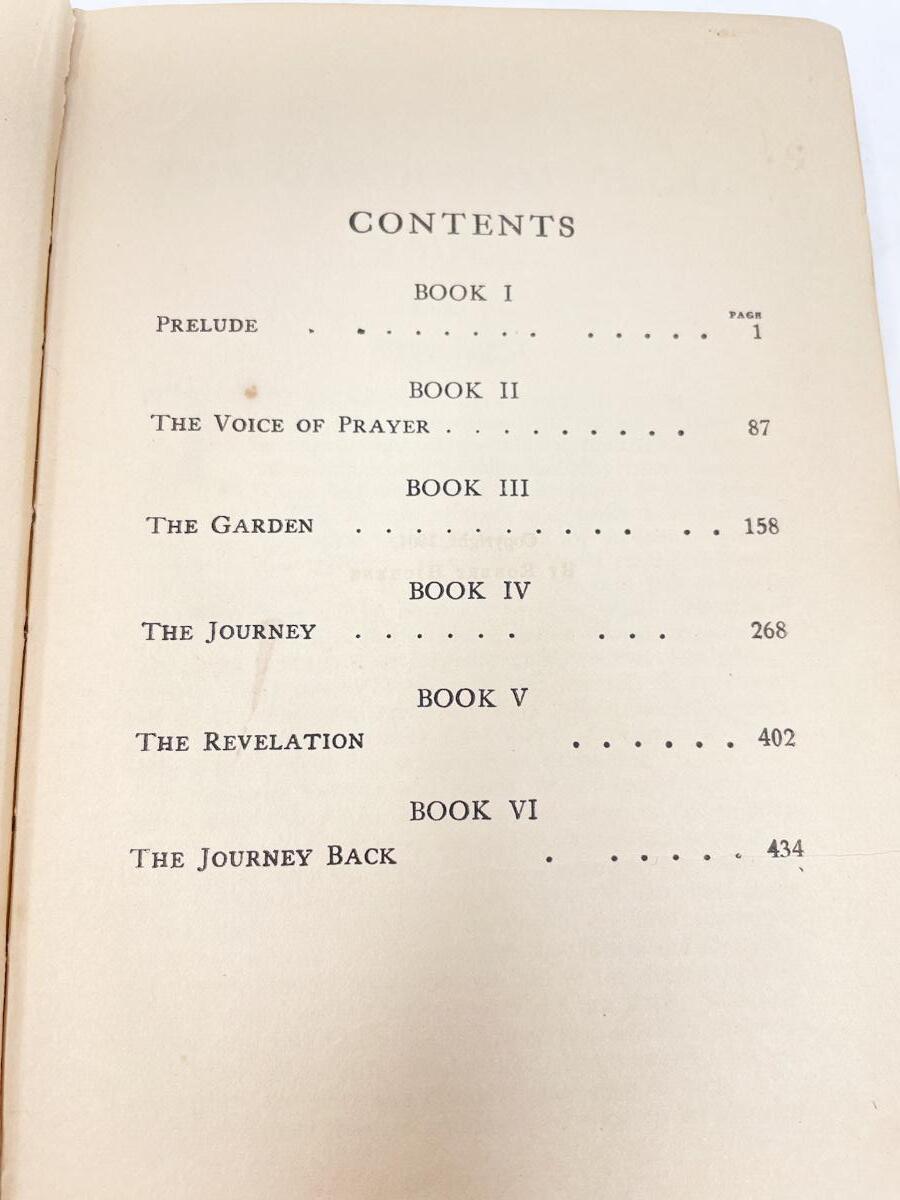 CONTENTS
BOOK I
PAGE
PRELUDE . . . . . . . . . . . . . 1
BOOK II
THE VOICE OF PRAYER . . . . . . . . . 87
BOOK III
THE GARDEN . . . . . . . . . . . . 158
BOOK IV
THE JOURNEY . . . . . . . . . 268
BOOK V
THE REVELATION . . . . . . 402
BOOK VI
THE JOURNEY BACK . . . . . . 434